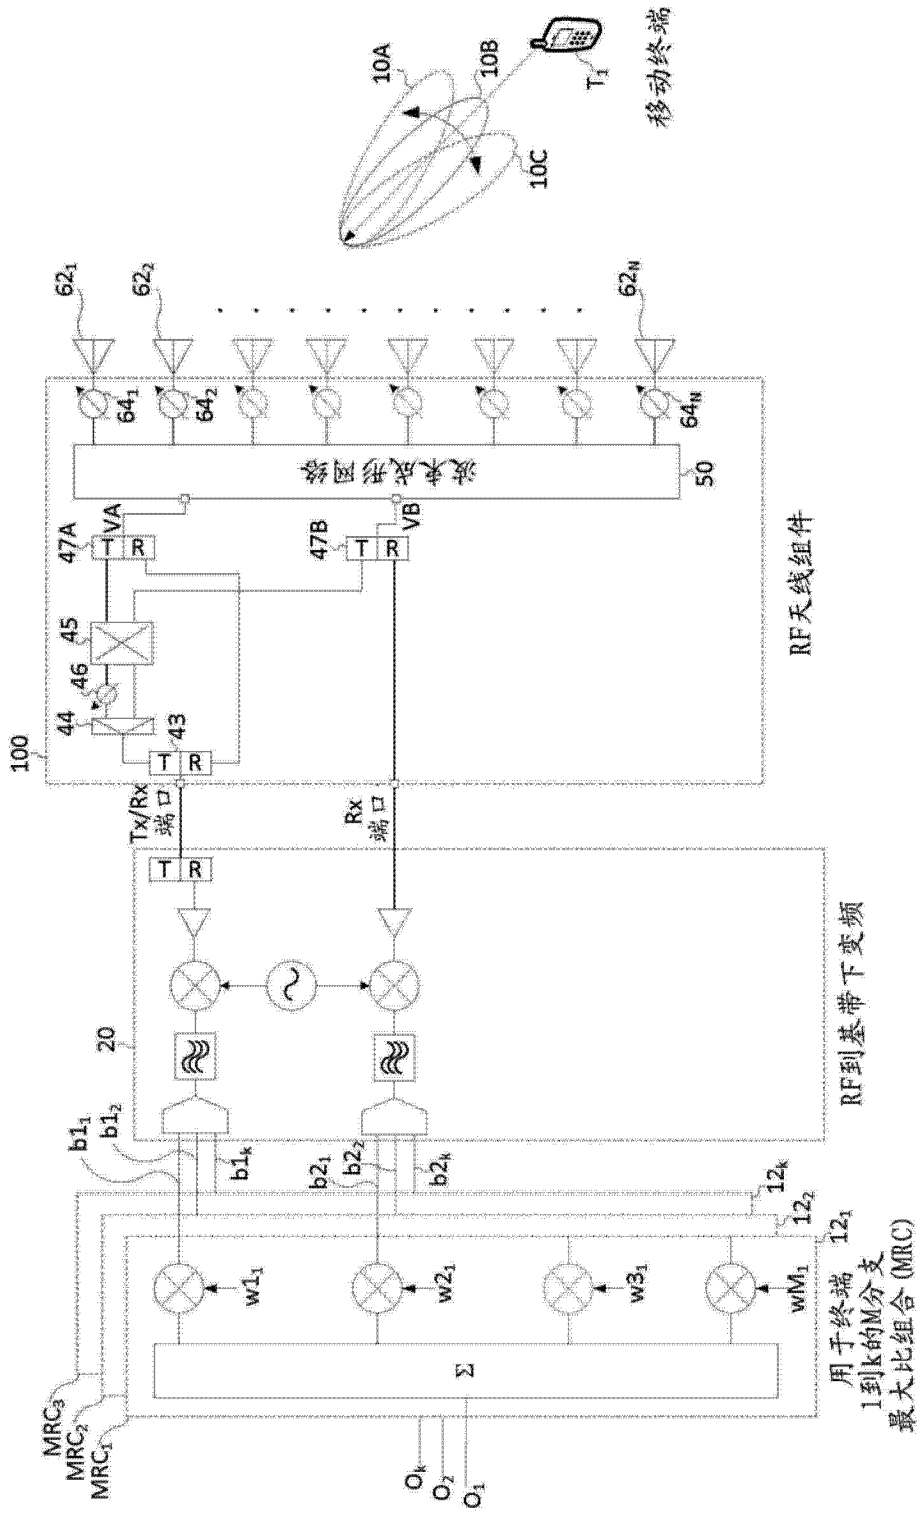 移动终端
T₁
10A
10B
10C
62₁
62₂
62N
64₁
64₂
64N
波束成形网络
50
47A
VA
T R
47B
VB
T R
45
46
44
43
T R
100
RF天线组件
Tx/Rx
端口
Rx
端口
T R
20
RF到基带下变频
b1₁
b1₂
b1k
b2₁
b2₂
b2k
12k
12₂
12₁
w1₁
w2₁
w3₁
wM₁
Σ
MRC₃
MRC₂
MRC₁
Ok
O₂
O₁
用于终端
1到k的M分支
最大比组合(MRC)